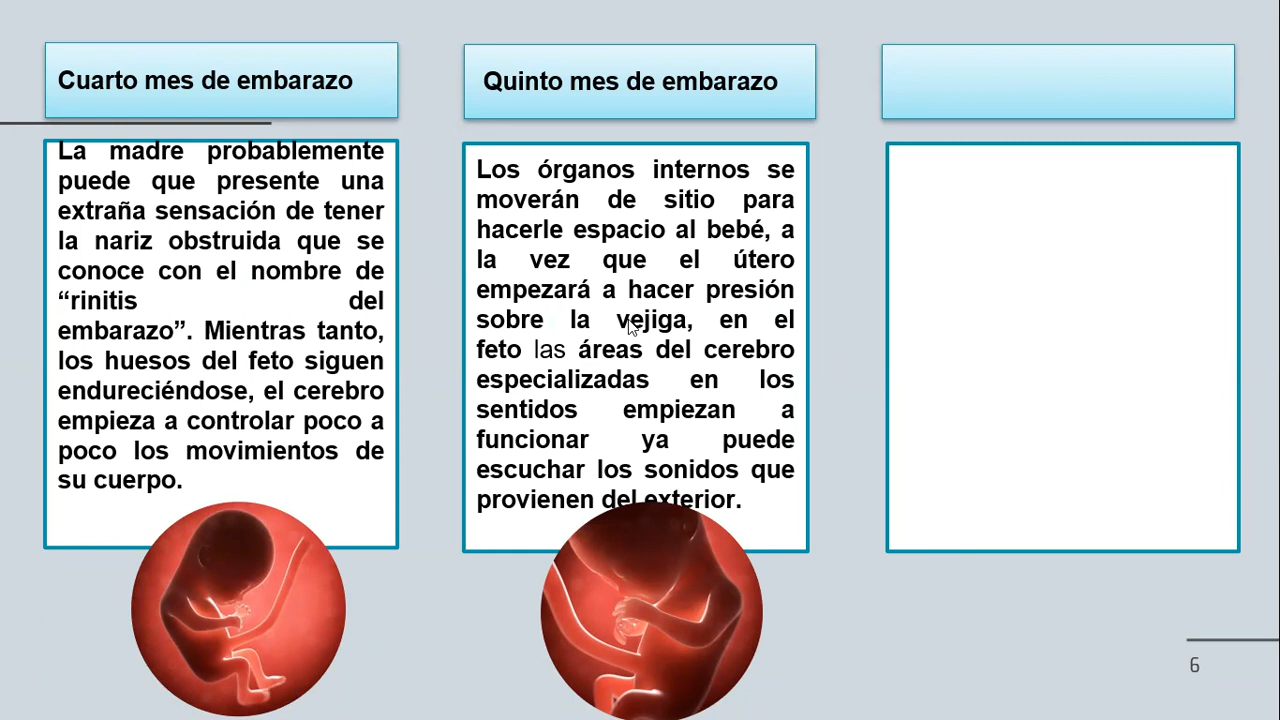 Cuarto mes de embarazo
La madre probablemente
puede que presente una
extraña sensación de tener
la nariz obstruida que se
conoce con el nombre de
“rinitis del
embarazo”. Mientras tanto,
los huesos del feto siguen
endureciéndose, el cerebro
empieza a controlar poco a
poco los movimientos de
su cuerpo.
Quinto mes de embarazo
Los órganos internos se
moverán de sitio para
hacerle espacio al bebé, a
la vez que el útero
empezará a hacer presión
sobre la vejiga, en el
feto las áreas del cerebro
especializadas en los
sentidos empiezan a
funcionar ya puede
escuchar los sonidos que
provienen del exterior.
6